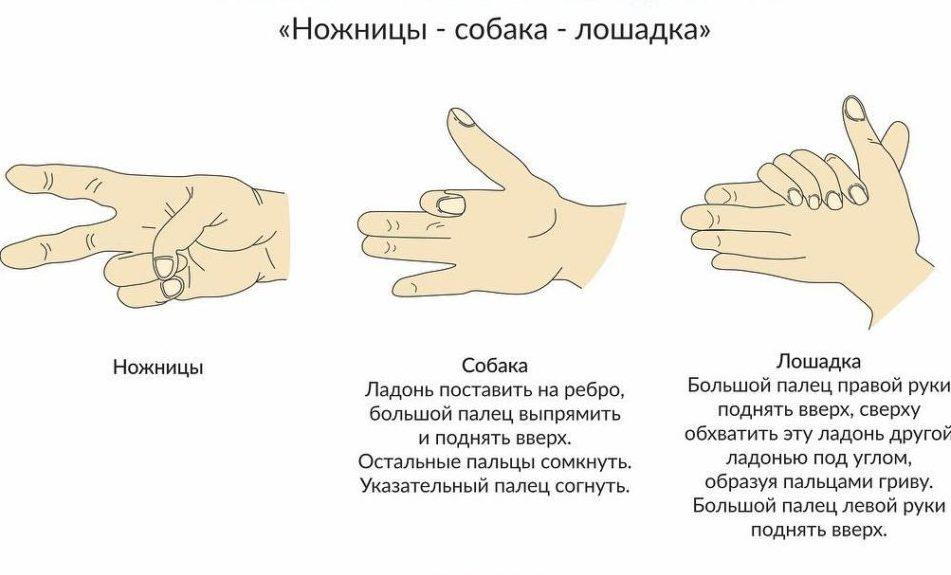 «Ножницы - собака - лошадка»
Ножницы
Собака
Ладонь поставить на ребро,
большой палец выпрямить
и поднять вверх.
Остальные пальцы сомкнуть.
Указательный палец согнуть.
Лошадка
Большой палец правой руки
поднять вверх, сверху
обхватить эту ладонь другой
ладонью под углом,
образуя пальцами гриву.
Большой палец левой руки
поднять вверх.